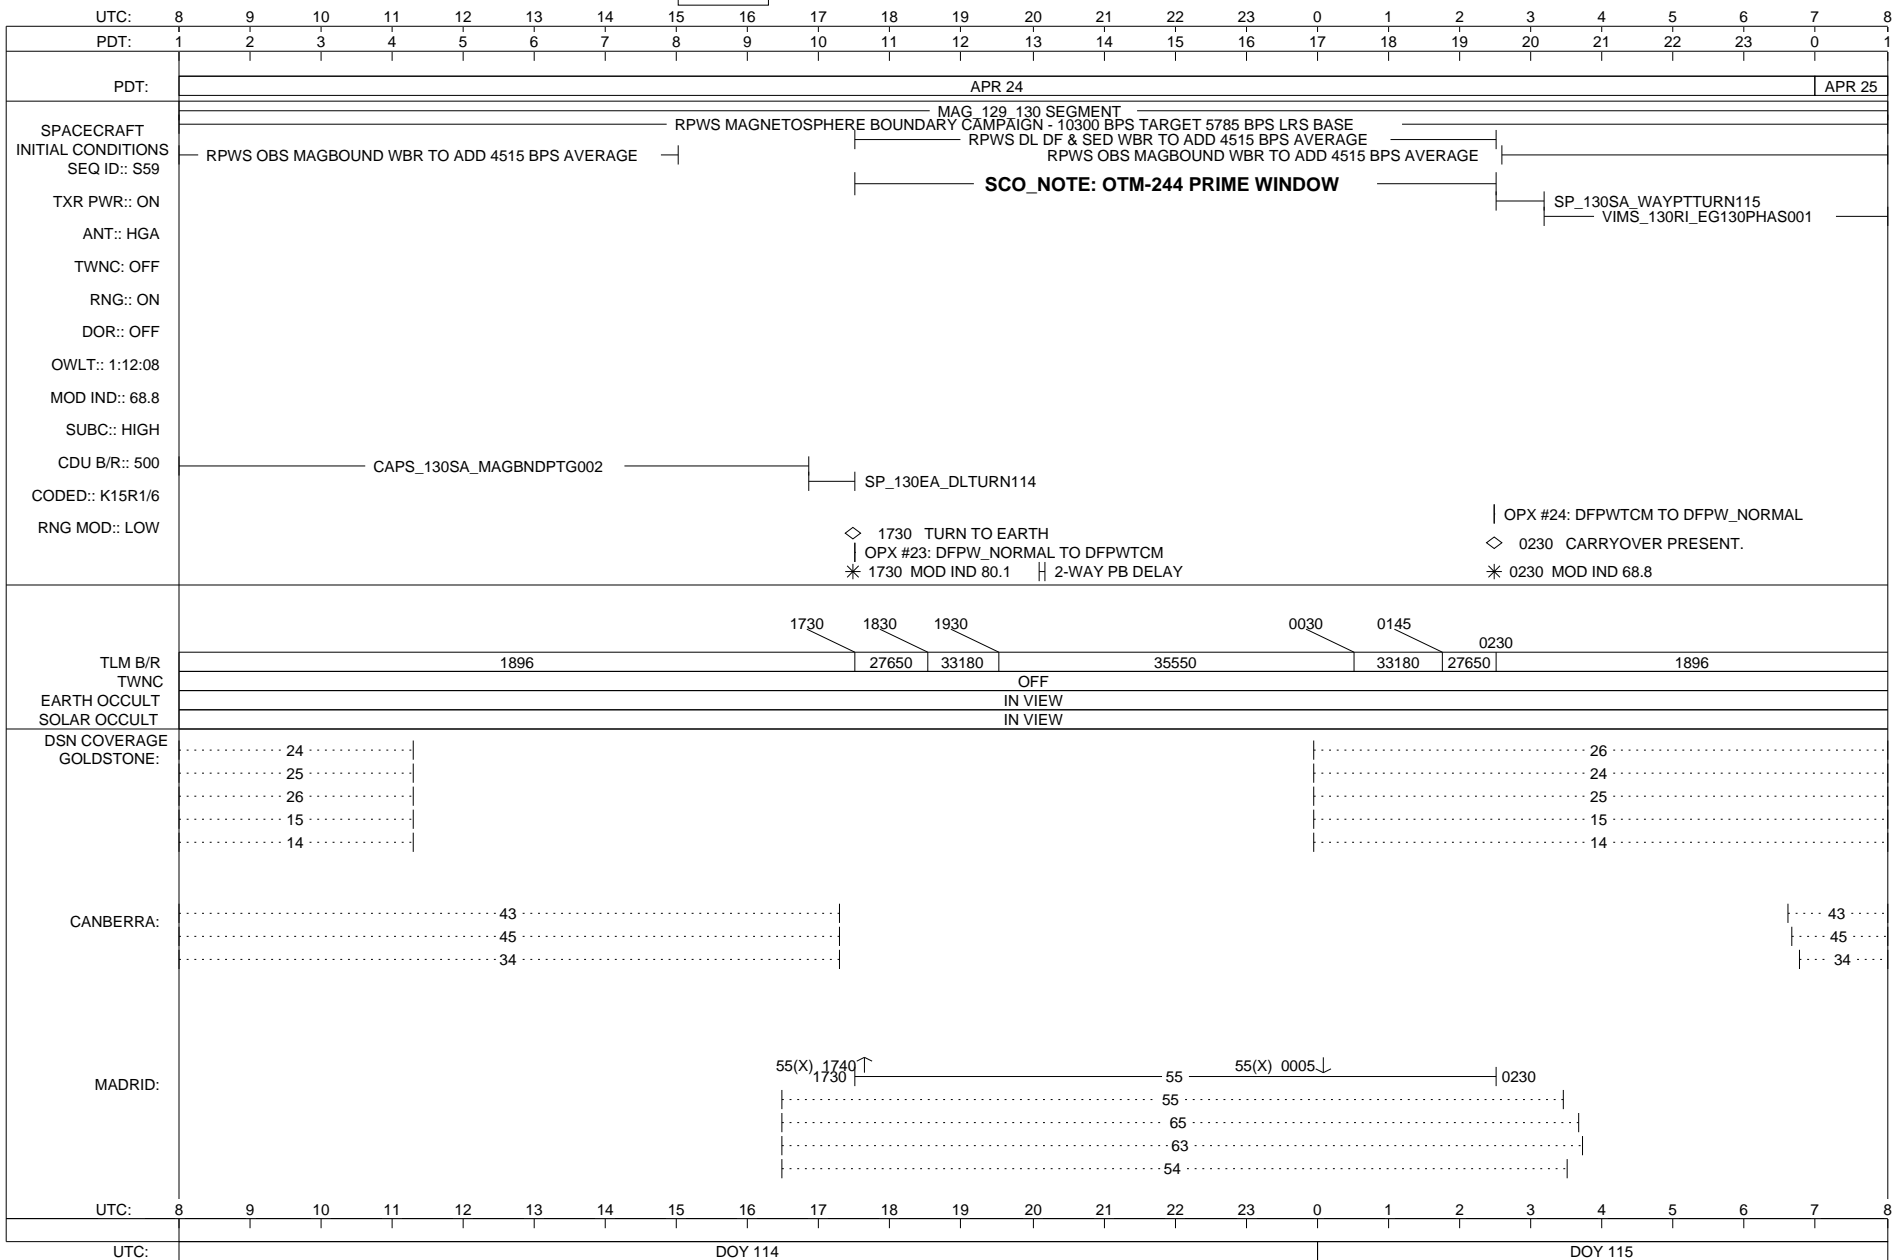 UTC: 8 9 10 11 12 13 14 15 16 17 18 19 20 21 22 23 0 1 2 3 4 5 6 7 8
PDT: 1 2 3 4 5 6 7 8 9 10 11 12 13 14 15 16 17 18 19 20 21 22 23 0 1
PDT: APR 24 APR 25
MAG_129_130 SEGMENT
RPWS MAGNETOSPHERE BOUNDARY CAMPAIGN - 10300 BPS TARGET 5785 BPS LRS BASE
RPWS DL DF & SED WBR TO ADD 4515 BPS AVERAGE
RPWS OBS MAGBOUND WBR TO ADD 4515 BPS AVERAGE RPWS OBS MAGBOUND WBR TO ADD 4515 BPS AVERAGE
SCO_NOTE: OTM-244 PRIME WINDOW
SP_130SA_WAYPTTURN115
VIMS_130RI_EG130PHAS001
SPACECRAFT
INITIAL CONDITIONS
SEQ ID:: S59
TXR PWR:: ON
ANT:: HGA
TWNC: OFF
RNG:: ON
DOR:: OFF
OWLT:: 1:12:08
MOD IND:: 68.8
SUBC:: HIGH
CDU B/R:: 500
CODED:: K15R1/6
RNG MOD:: LOW
CAPS_130SA_MAGBNDPTG002
SP_130EA_DLTURN114
OPX #24: DFPWTCM TO DFPW_NORMAL
1730 TURN TO EARTH
0230 CARRYOVER PRESENT.
OPX #23: DFPW_NORMAL TO DFPWTCM
1730 MOD IND 80.1 2-WAY PB DELAY
0230 MOD IND 68.8
1730 1830 1930 0030 0145
0230
TLM B/R 1896 27650 33180 35550 33180 27650 1896
TWNC OFF
EARTH OCCULT IN VIEW
SOLAR OCCULT IN VIEW
DSN COVERAGE
GOLDSTONE:
24 26
25 24
26 25
15 15
14 14
CANBERRA:
43 43
45 45
34 34
MADRID:
55(X) 1740 55(X) 0005
1730 55 0230
55
65
63
54
UTC: 8 9 10 11 12 13 14 15 16 17 18 19 20 21 22 23 0 1 2 3 4 5 6 7 8
UTC: DOY 114 DOY 115